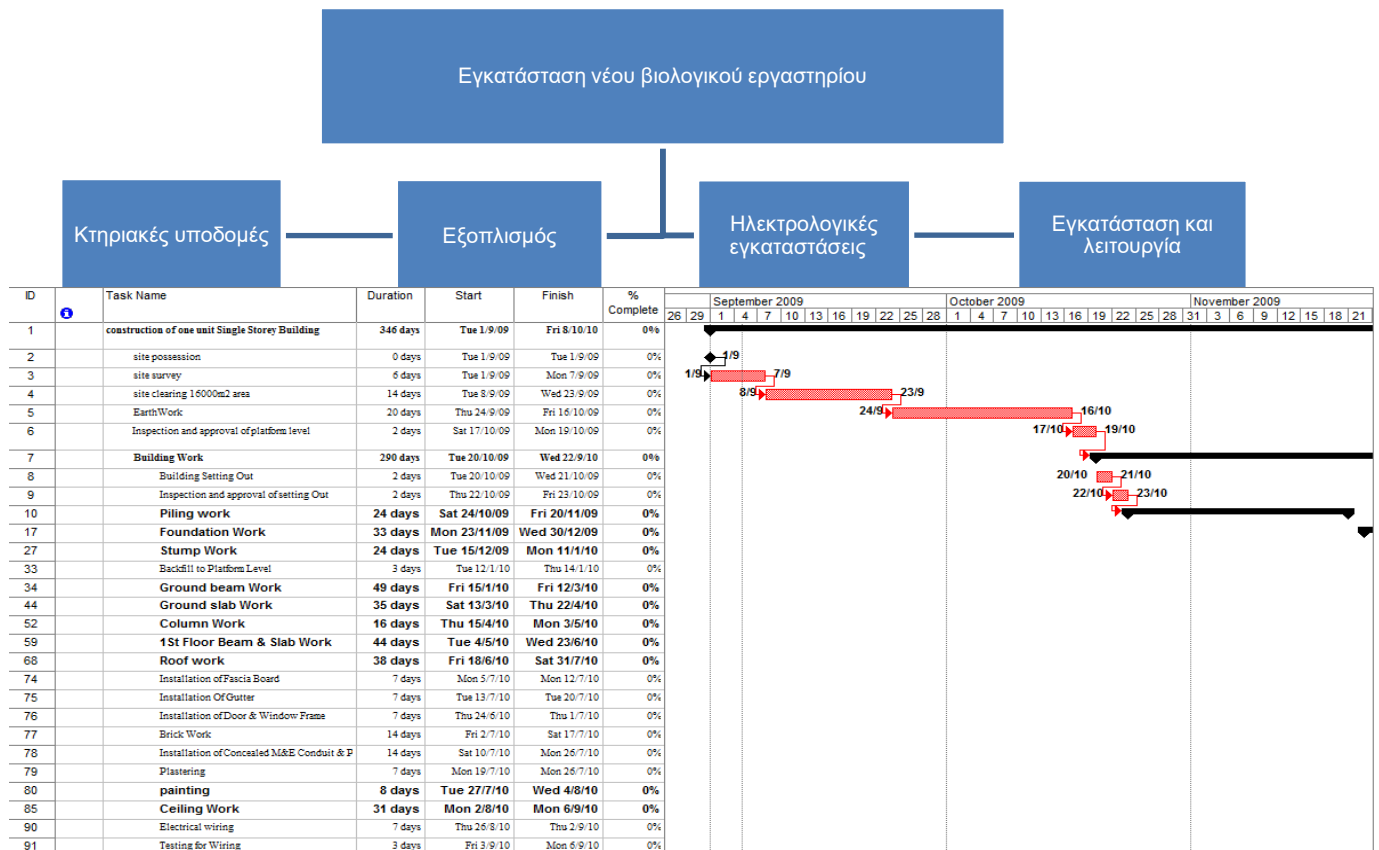 Εγκατάσταση νέου βιολογικού εργαστηρίου
Κτηριακές υποδομές
Εξοπλισμός
Ηλεκτρολογικές
εγκαταστάσεις
Εγκατάσταση και
λειτουργία
ID Task Name Duration Start Finish %
Complete
September 2009 October 2009 November 2009
26 29 1 4 7 10 13 16 19 22 25 28 1 4 7 10 13 16 19 22 25 28 31 3 6 9 12 15 18 21
1 construction of one unit Single Storey Building 346 days Tue 1/9/09 Fri 8/10/10 0%
2 site possession 0 days Tue 1/9/09 Tue 1/9/09 0% 1/9
3 site survey 6 days Tue 1/9/09 Mon 7/9/09 0% 1/9 7/9
4 site clearing 16000m2 area 14 days Tue 8/9/09 Wed 23/9/09 0% 8/9 23/9
5 EarthWork 20 days Thu 24/9/09 Fri 16/10/09 0% 24/9 16/10
6 Inspection and approval of platform level 2 days Sat 17/10/09 Mon 19/10/09 0% 17/10 19/10
7 Building Work 290 days Tue 20/10/09 Wed 22/9/10 0%
8 Building Setting Out 2 days Tue 20/10/09 Wed 21/10/09 0% 20/10 21/10
9 Inspection and approval of setting Out 2 days Thu 22/10/09 Fri 23/10/09 0% 22/10 23/10
10 Piling work 24 days Sat 24/10/09 Fri 20/11/09 0%
17 Foundation Work 33 days Mon 23/11/09 Wed 30/12/09 0%
27 Stump Work 24 days Tue 15/12/09 Mon 11/1/10 0%
33 Backfill to Platform Level 3 days Tue 12/1/10 Thu 14/1/10 0%
34 Ground beam Work 49 days Fri 15/1/10 Fri 12/3/10 0%
44 Ground slab Work 35 days Sat 13/3/10 Thu 22/4/10 0%
52 Column Work 16 days Thu 15/4/10 Mon 3/5/10 0%
59 1St Floor Beam & Slab Work 44 days Tue 4/5/10 Wed 23/6/10 0%
68 Roof work 38 days Fri 18/6/10 Sat 31/7/10 0%
74 Installation of Fascia Board 7 days Mon 5/7/10 Mon 12/7/10 0%
75 Installation Of Gutter 7 days Tue 13/7/10 Tue 20/7/10 0%
76 Installation of Door & Window Frame 7 days Thu 24/6/10 Thu 1/7/10 0%
77 Brick Work 14 days Fri 2/7/10 Sat 17/7/10 0%
78 Installation of Concealed M&E Conduit & P 14 days Sat 10/7/10 Mon 26/7/10 0%
79 Plastering 7 days Mon 19/7/10 Mon 26/7/10 0%
80 painting 8 days Tue 27/7/10 Wed 4/8/10 0%
85 Ceiling Work 31 days Mon 2/8/10 Mon 6/9/10 0%
90 Electrical wiring 7 days Thu 26/8/10 Thu 2/9/10 0%
91 Testing for Wiring 3 days Fri 3/9/10 Mon 6/9/10 0%